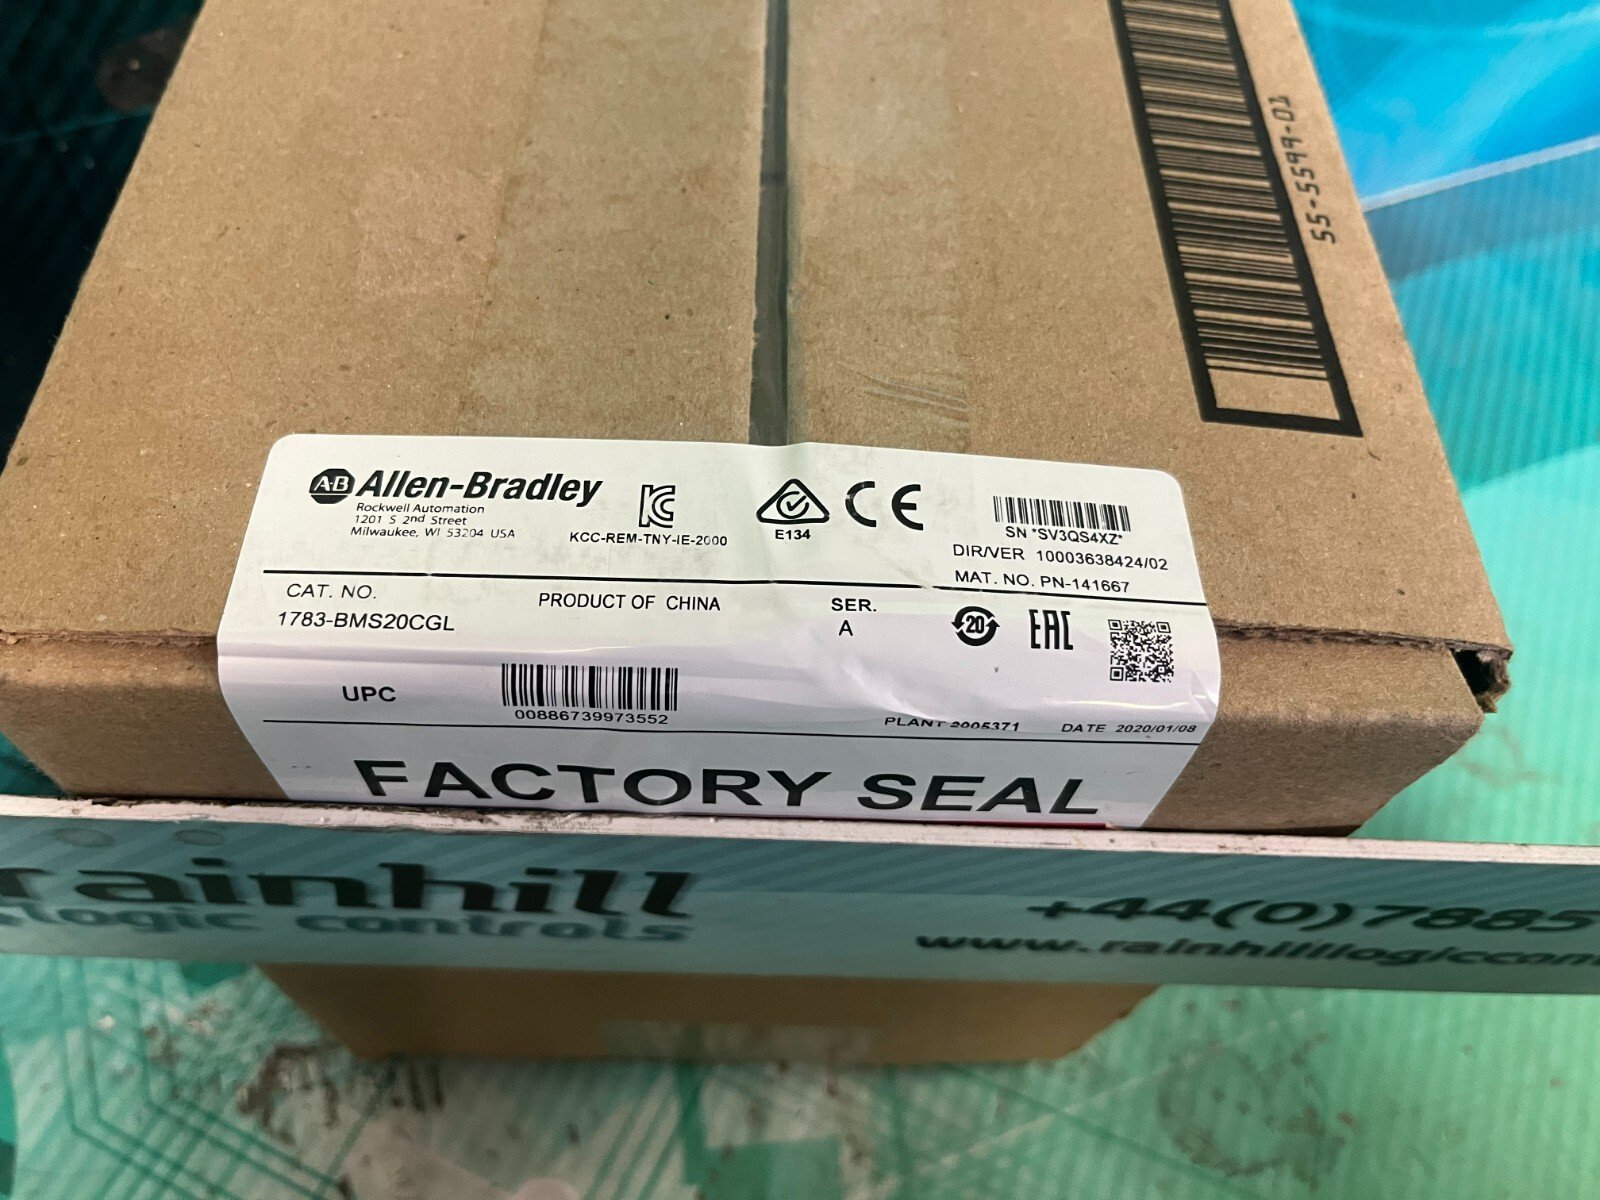 55-5599-01
A-B Allen-Bradley
Rockwell Automation
1201 S 2nd Street
Milwaukee, WI 53204 USA
KCC-REM-TNY-IE-2000
E134
CE
SN *SV3QS4XZ*
DIR/VER 10003638424/02
MAT. NO. PN-141667
CAT. NO.
1783-BMS20CGL
PRODUCT OF CHINA
SER.
A
20
EAC
UPC
00886739973552
PLANT 2005371
DATE 2020/01/08
FACTORY SEAL
rainhill
logic controls
+44(0)7885
www.rainhilllogiccon